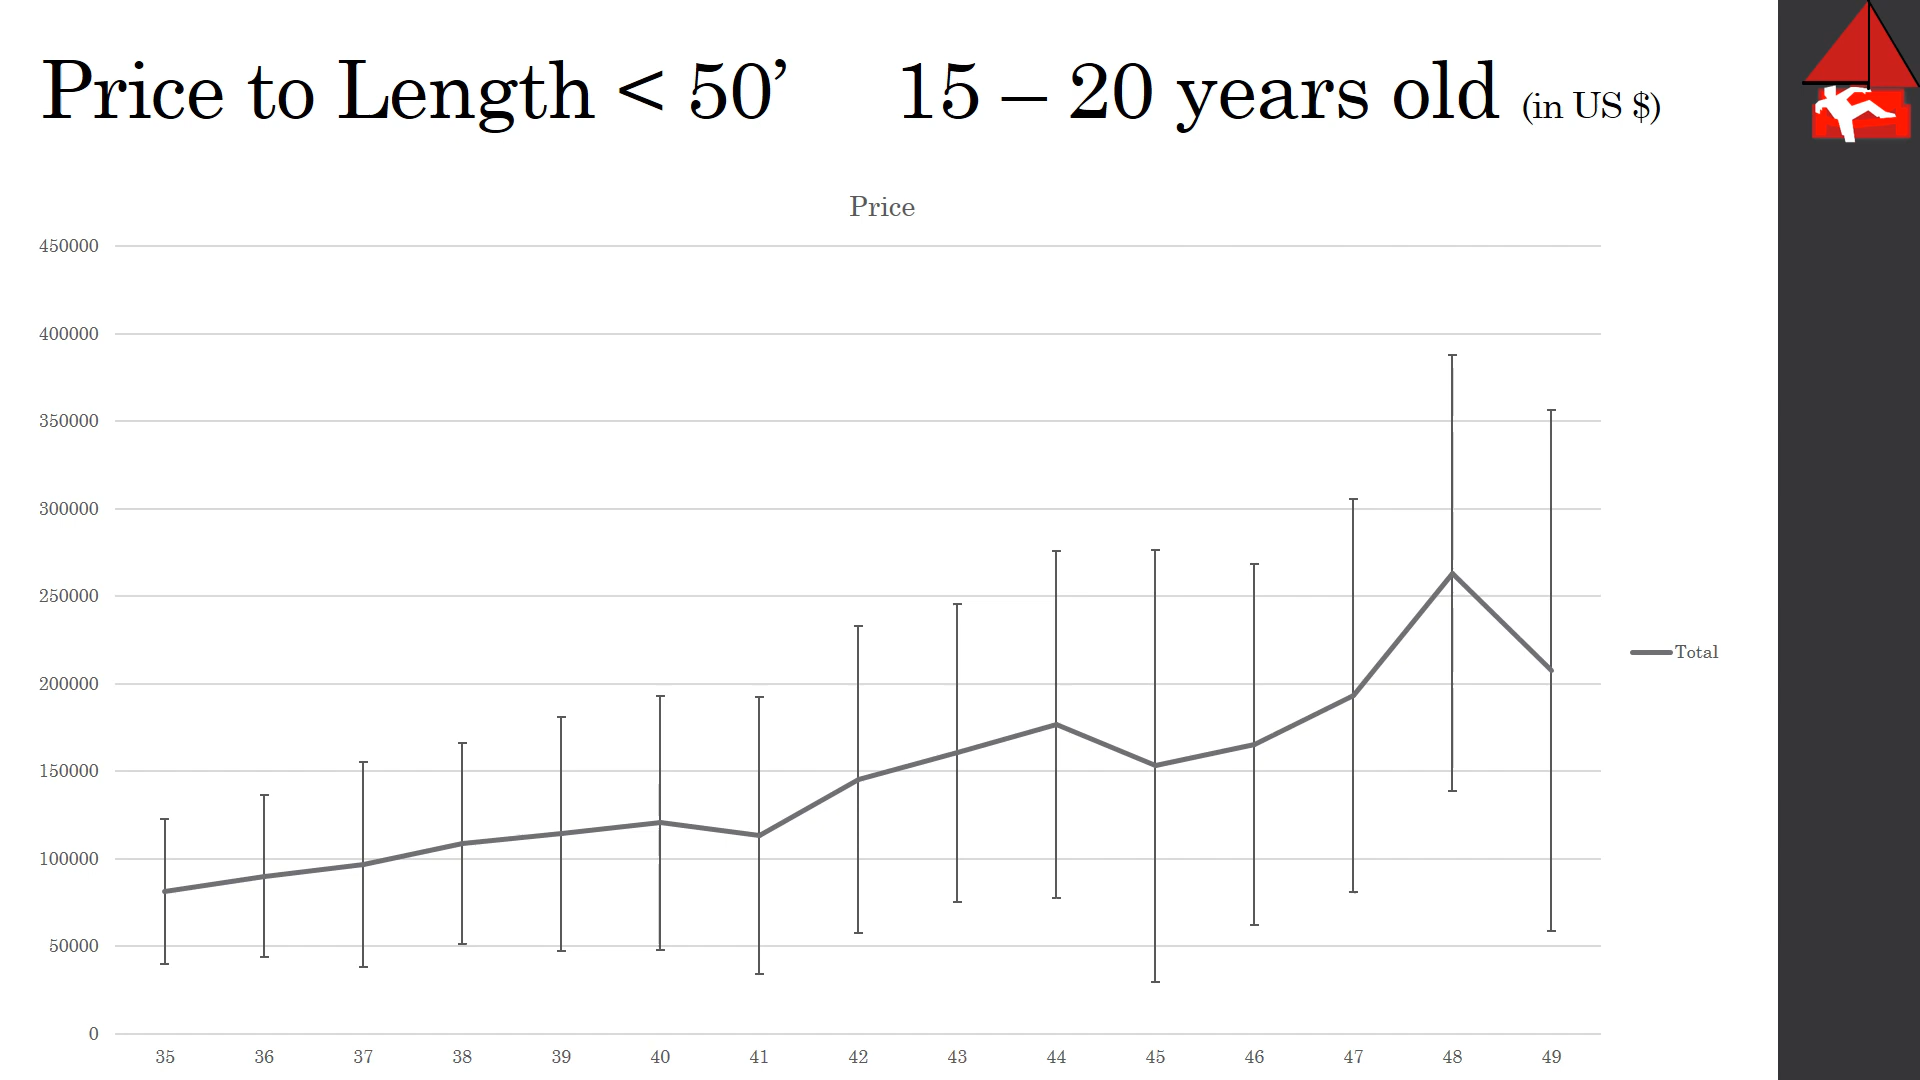 Price to Length < 50’ 15 – 20 years old (in US $)
Price
450000
400000
350000
300000
250000
200000
150000
100000
50000
0
Total
35 36 37 38 39 40 41 42 43 44 45 46 47 48 49